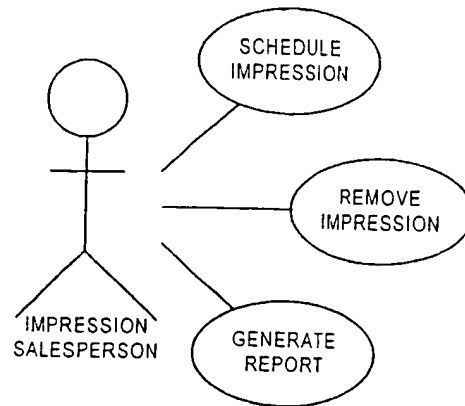 SCHEDULE
IMPRESSION
REMOVE
IMPRESSION
IMPRESSION
SALESPERSON
GENERATE
REPORT